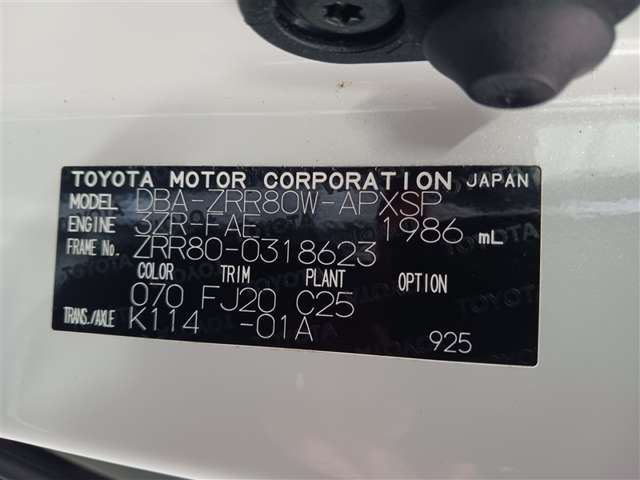 TOYOTA MOTOR CORPORATION JAPAN
MODEL DBA-ZRR80W-APXSP
ENGINE 3ZR-FAE 1986 mL
FRAME No. ZRR80-0318623
COLOR TRIM PLANT OPTION
070 FJ20 C25
TRANS./AXLE K114 -01A
925